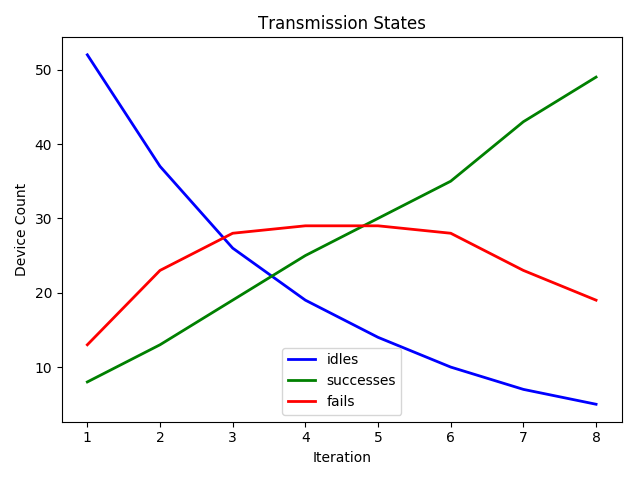 Transmission States
Device Count
50
40
30
20
10
idles
successes
fails
1 2 3 4 5 6 7 8
Iteration